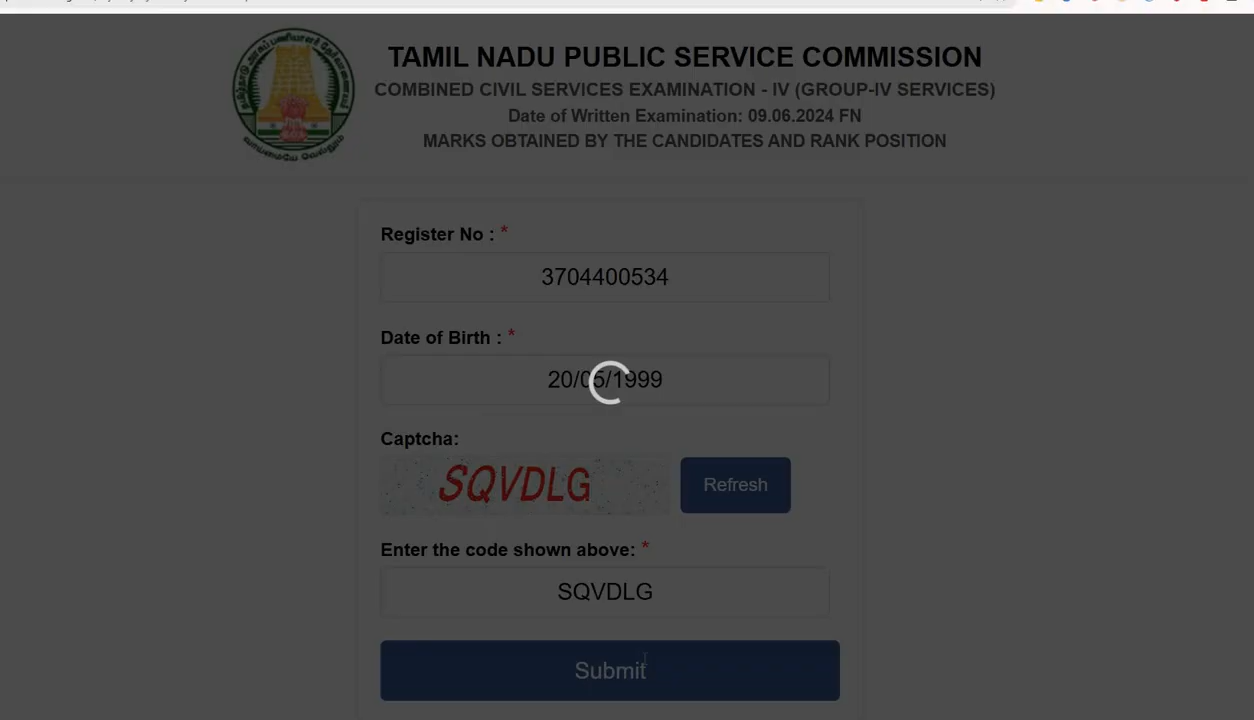 TAMIL NADU PUBLIC SERVICE COMMISSION
COMBINED CIVIL SERVICES EXAMINATION - IV (GROUP-IV SERVICES)
Date of Written Examination: 09.06.2024 FN
MARKS OBTAINED BY THE CANDIDATES AND RANK POSITION
Register No : *
3704400534
Date of Birth : *
20/05/1999
Captcha:
SQVDLG
Refresh
Enter the code shown above: *
SQVDLG
Submit